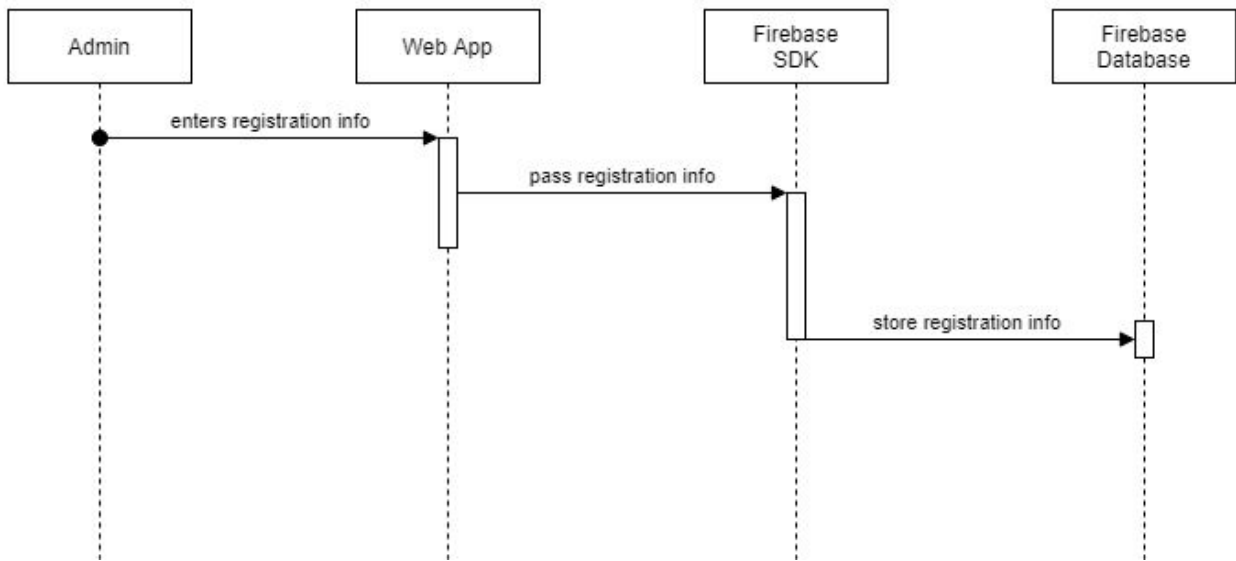 Admin
Web App
Firebase
SDK
Firebase
Database
enters registration info
pass registration info
store registration info